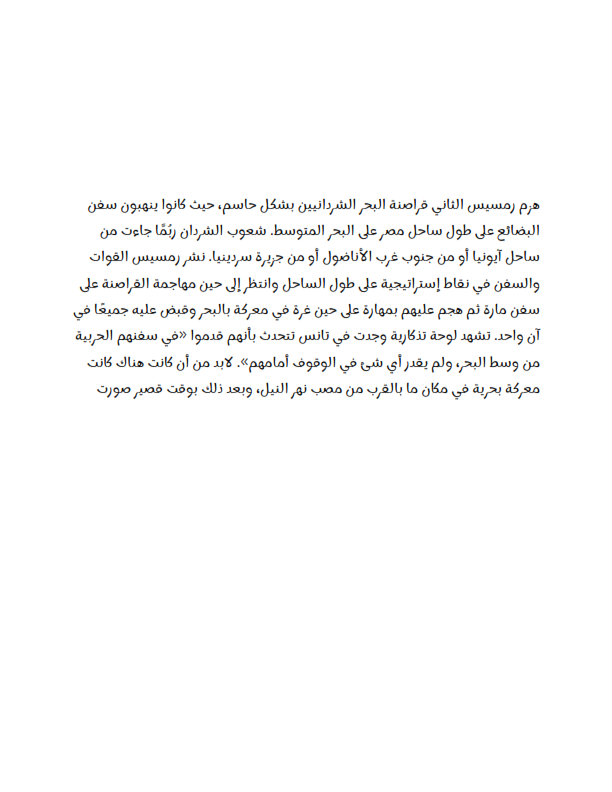 هزم رمسيس الثاني قراصنة البحر الشردانيين بشكل حاسم، حيث كانوا ينهبون سفن
البضائع على طول ساحل مصر على البحر المتوسط. شعوب الشردان ربُمًا جاءت من
ساحل آيونيا أو من جنوب غرب الأناضول أو من جزيرة سردينيا. نشر رمسيس القوات
والسفن في نقاط إستراتيجية على طول الساحل وانتظر إلى حين مهاجمة القراصنة على
سفن مارة ثم هجم عليهم بمهارة على حين غرة في معركة بالبحر وقبض عليه جميعًا في
آن واحد. تشهد لوحة تذكارية وجدت في تانس تتحدث بأنهم قدموا «في سفنهم الحربية
من وسط البحر، ولم يقدر أي شئ في الوقوف أمامهم». لابد من أن كانت هناك كانت
معركة بحرية في مكان ما بالقرب من مصب نهر النيل، وبعد ذلك بوقت قصير صورت